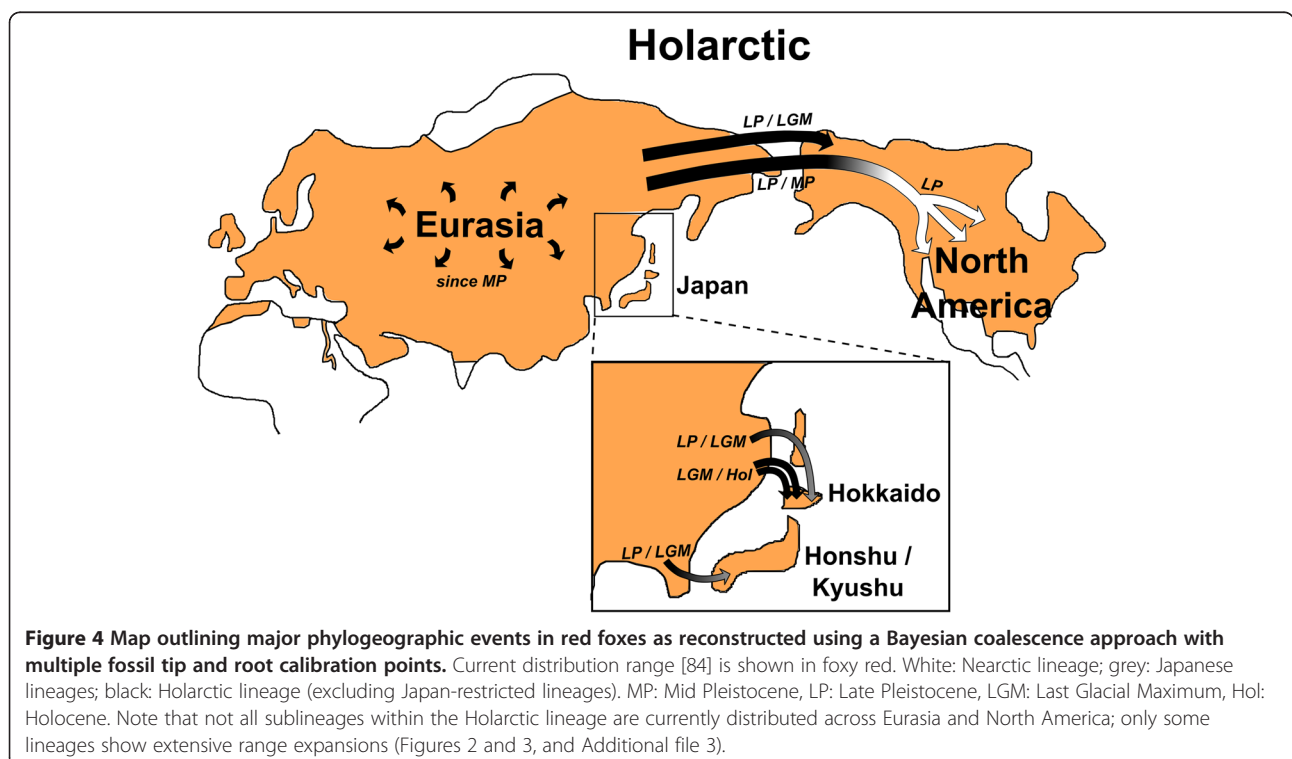 Holarctic
LP / LGM
LP / MP
LP
Eurasia
since MP
North
America
Japan
LP / LGM
LGM / Hol
Hokkaido
LP / LGM
Honshu /
Kyushu
Figure 4 Map outlining major phylogeographic events in red foxes as reconstructed using a Bayesian coalescence approach with
multiple fossil tip and root calibration points. Current distribution range [84] is shown in foxy red. White: Nearctic lineage; grey: Japanese
lineages; black: Holarctic lineage (excluding Japan-restricted lineages). MP: Mid Pleistocene, LP: Late Pleistocene, LGM: Last Glacial Maximum, Hol:
Holocene. Note that not all sublineages within the Holarctic lineage are currently distributed across Eurasia and North America; only some
lineages show extensive range expansions (Figures 2 and 3, and Additional file 3).